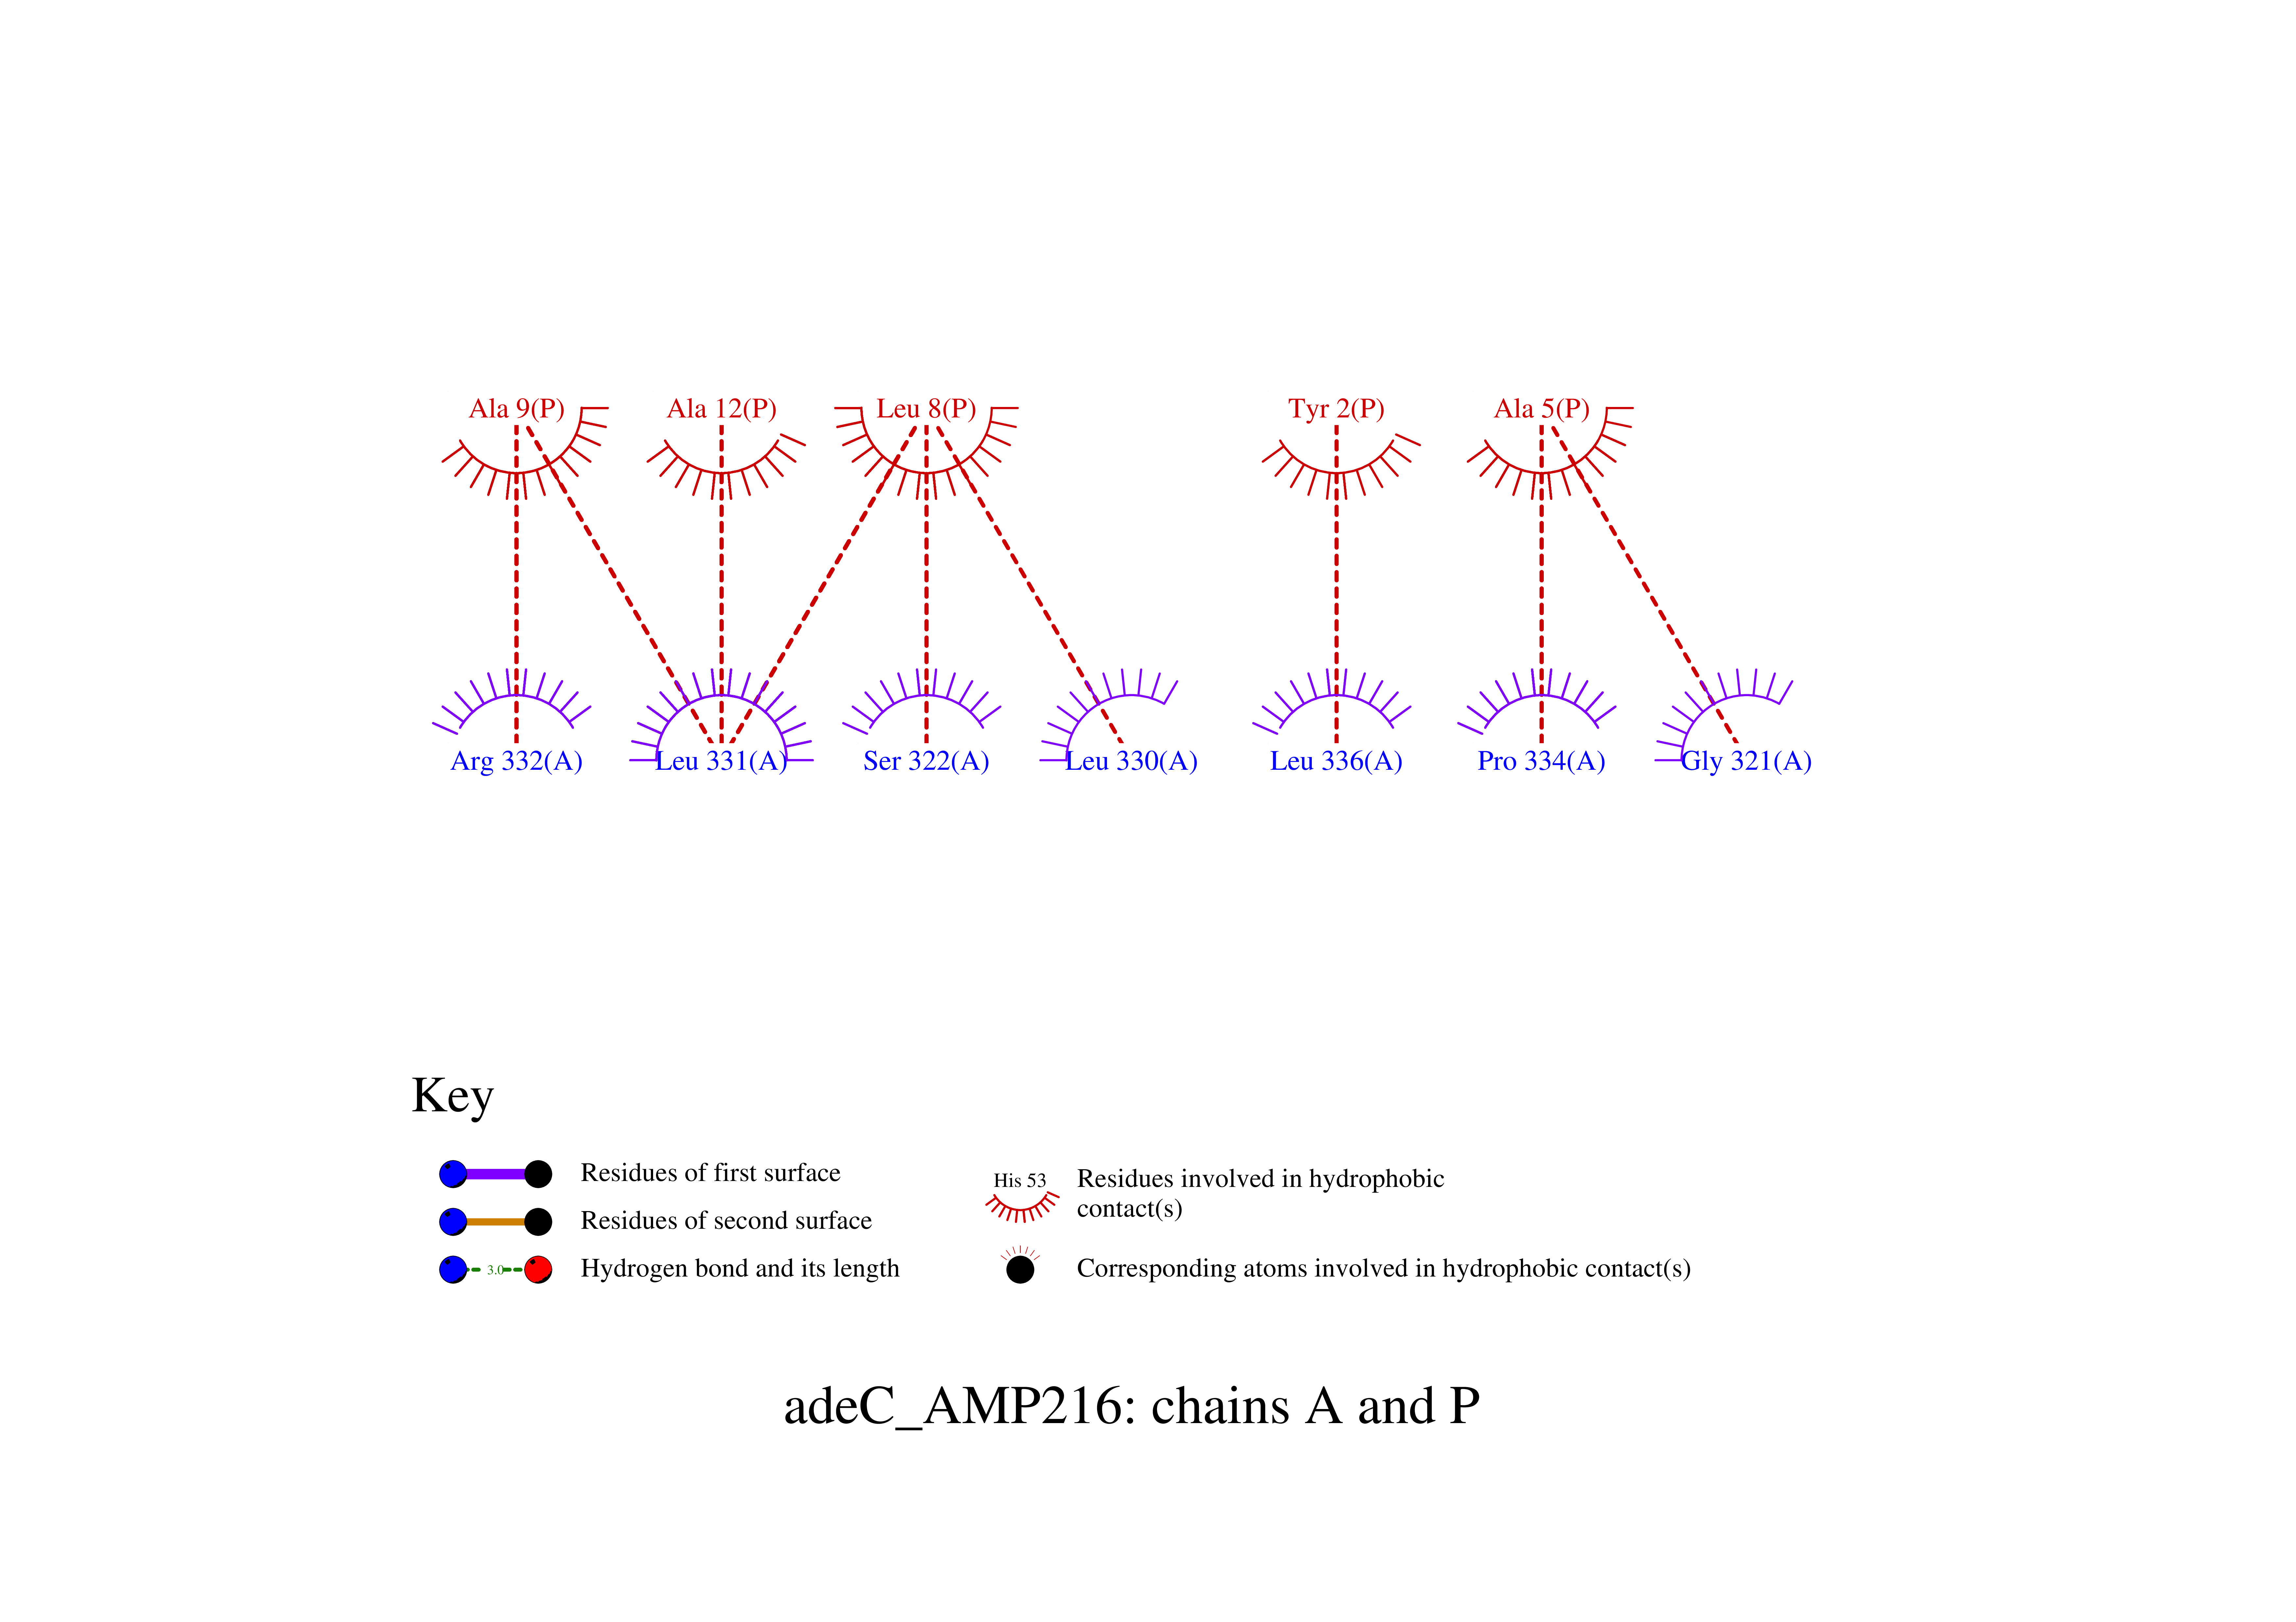 Ala 9(P) Ala 12(P) Leu 8(P) Tyr 2(P) Ala 5(P)
Arg 332(A) Leu 331(A) Ser 322(A) Leu 330(A) Leu 336(A) Pro 334(A) Gly 321(A)
Key
Residues of first surface
Residues of second surface
3.0 Hydrogen bond and its length
His 53 Residues involved in hydrophobic
contact(s)
Corresponding atoms involved in hydrophobic contact(s)
adeC_AMP216: chains A and P